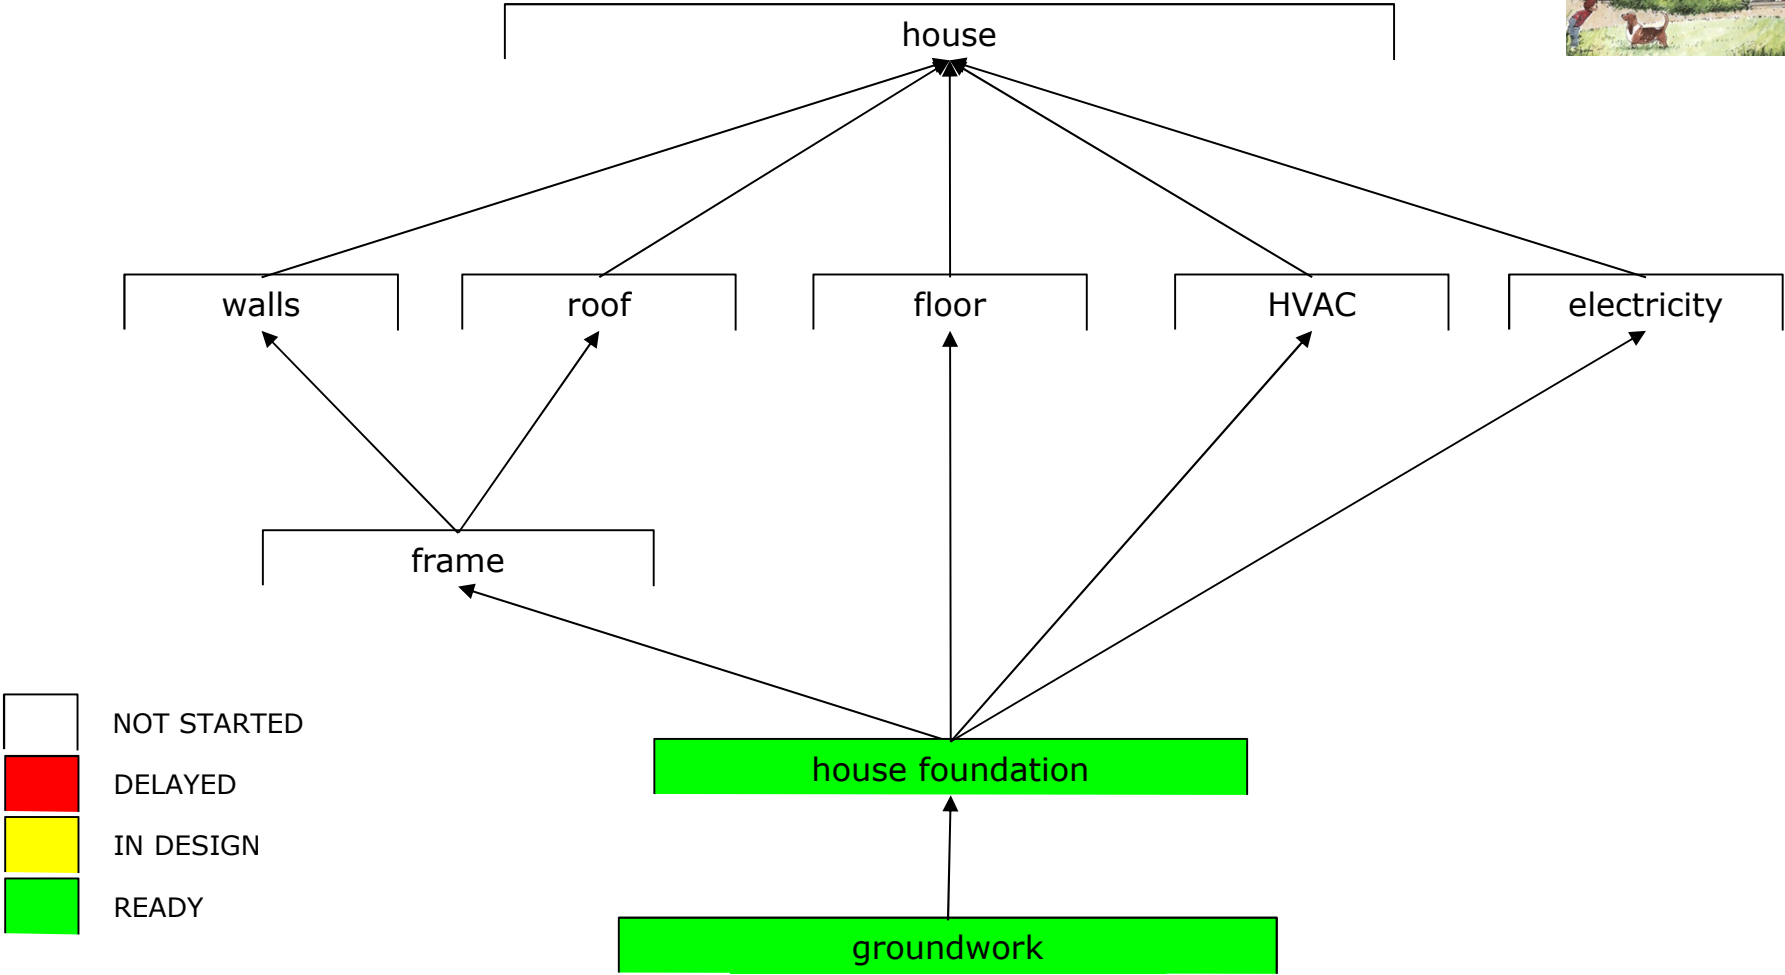 house
walls
roof
floor
HVAC
electricity
frame
NOT STARTED
DELAYED
IN DESIGN
READY
house foundation
groundwork